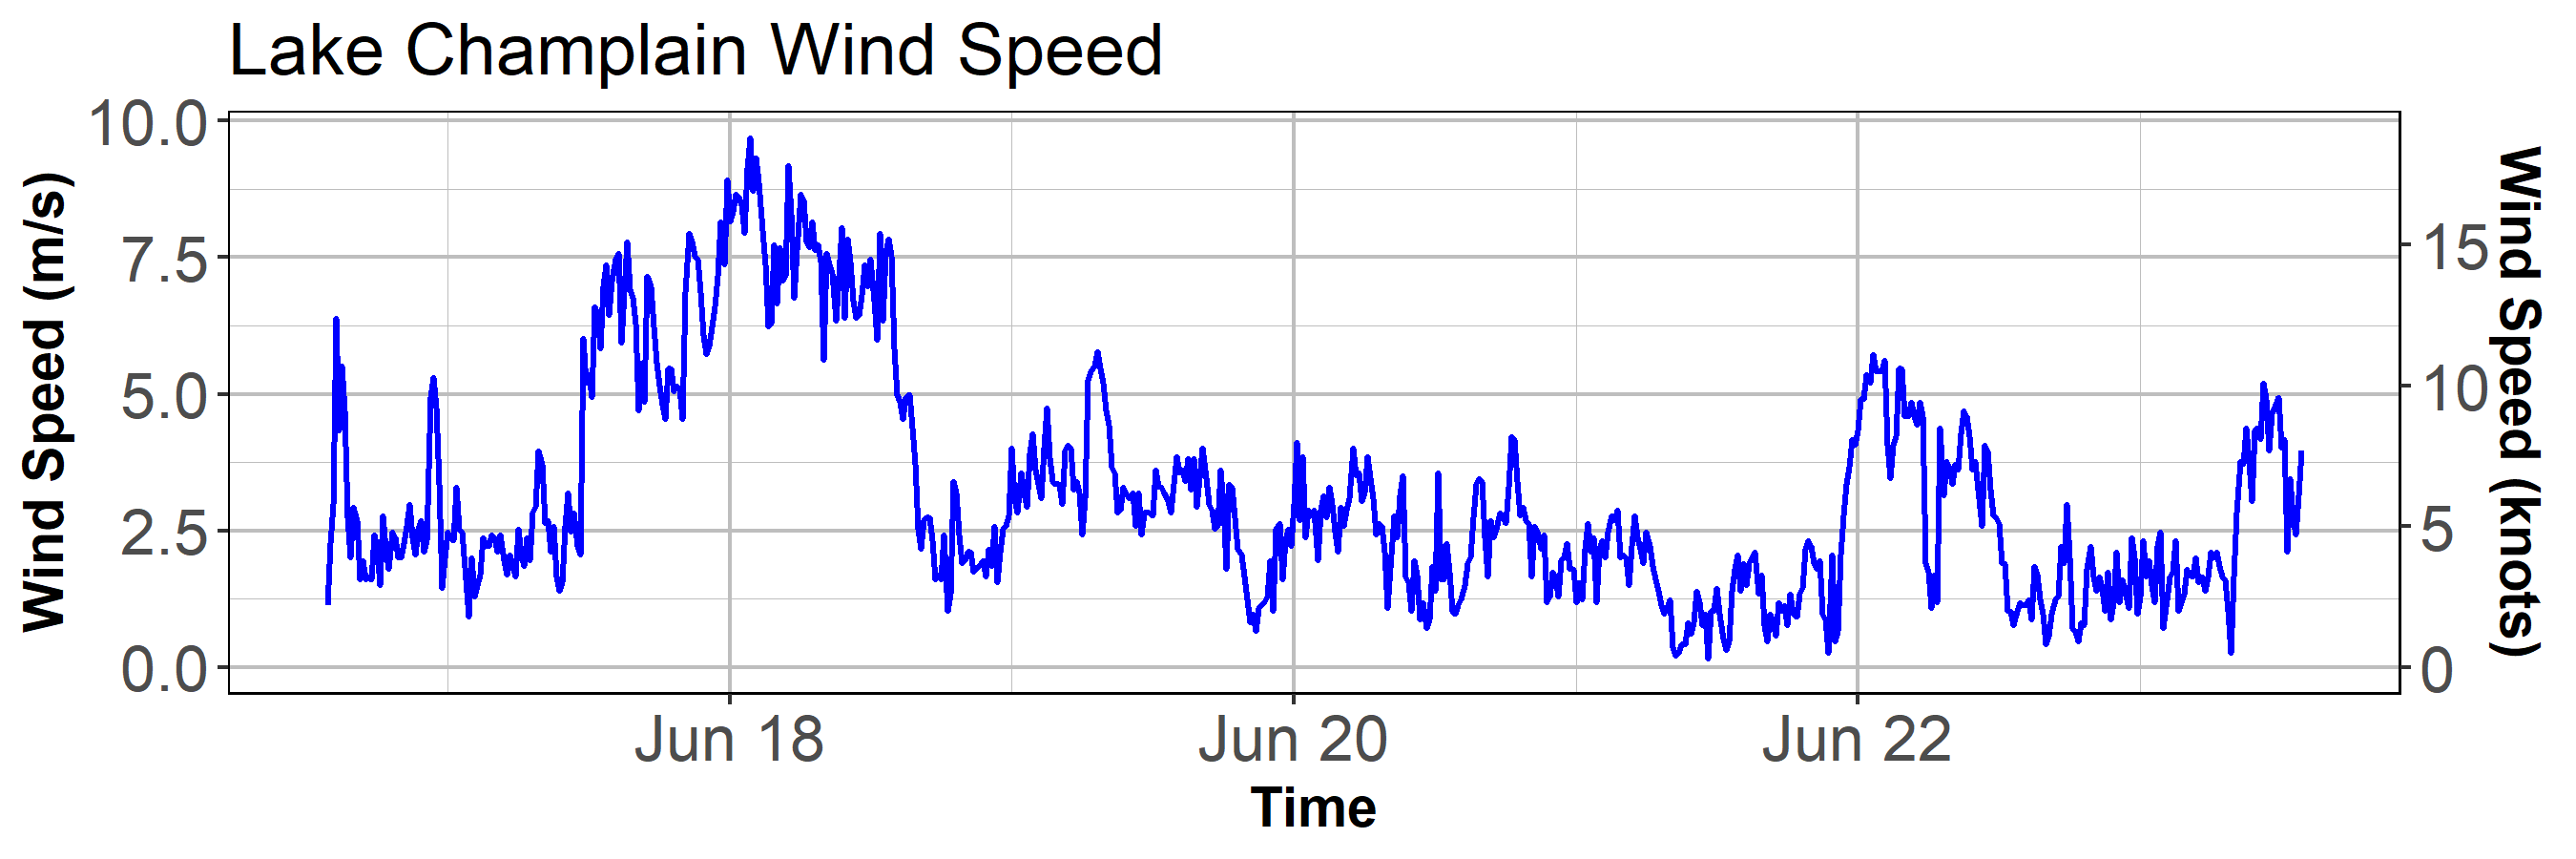 Lake Champlain Wind Speed
Wind Speed (m/s)
10.0
7.5
5.0
2.5
0.0
Wind Speed (knots)
15
10
5
0
Jun 18
Jun 20
Jun 22
Time